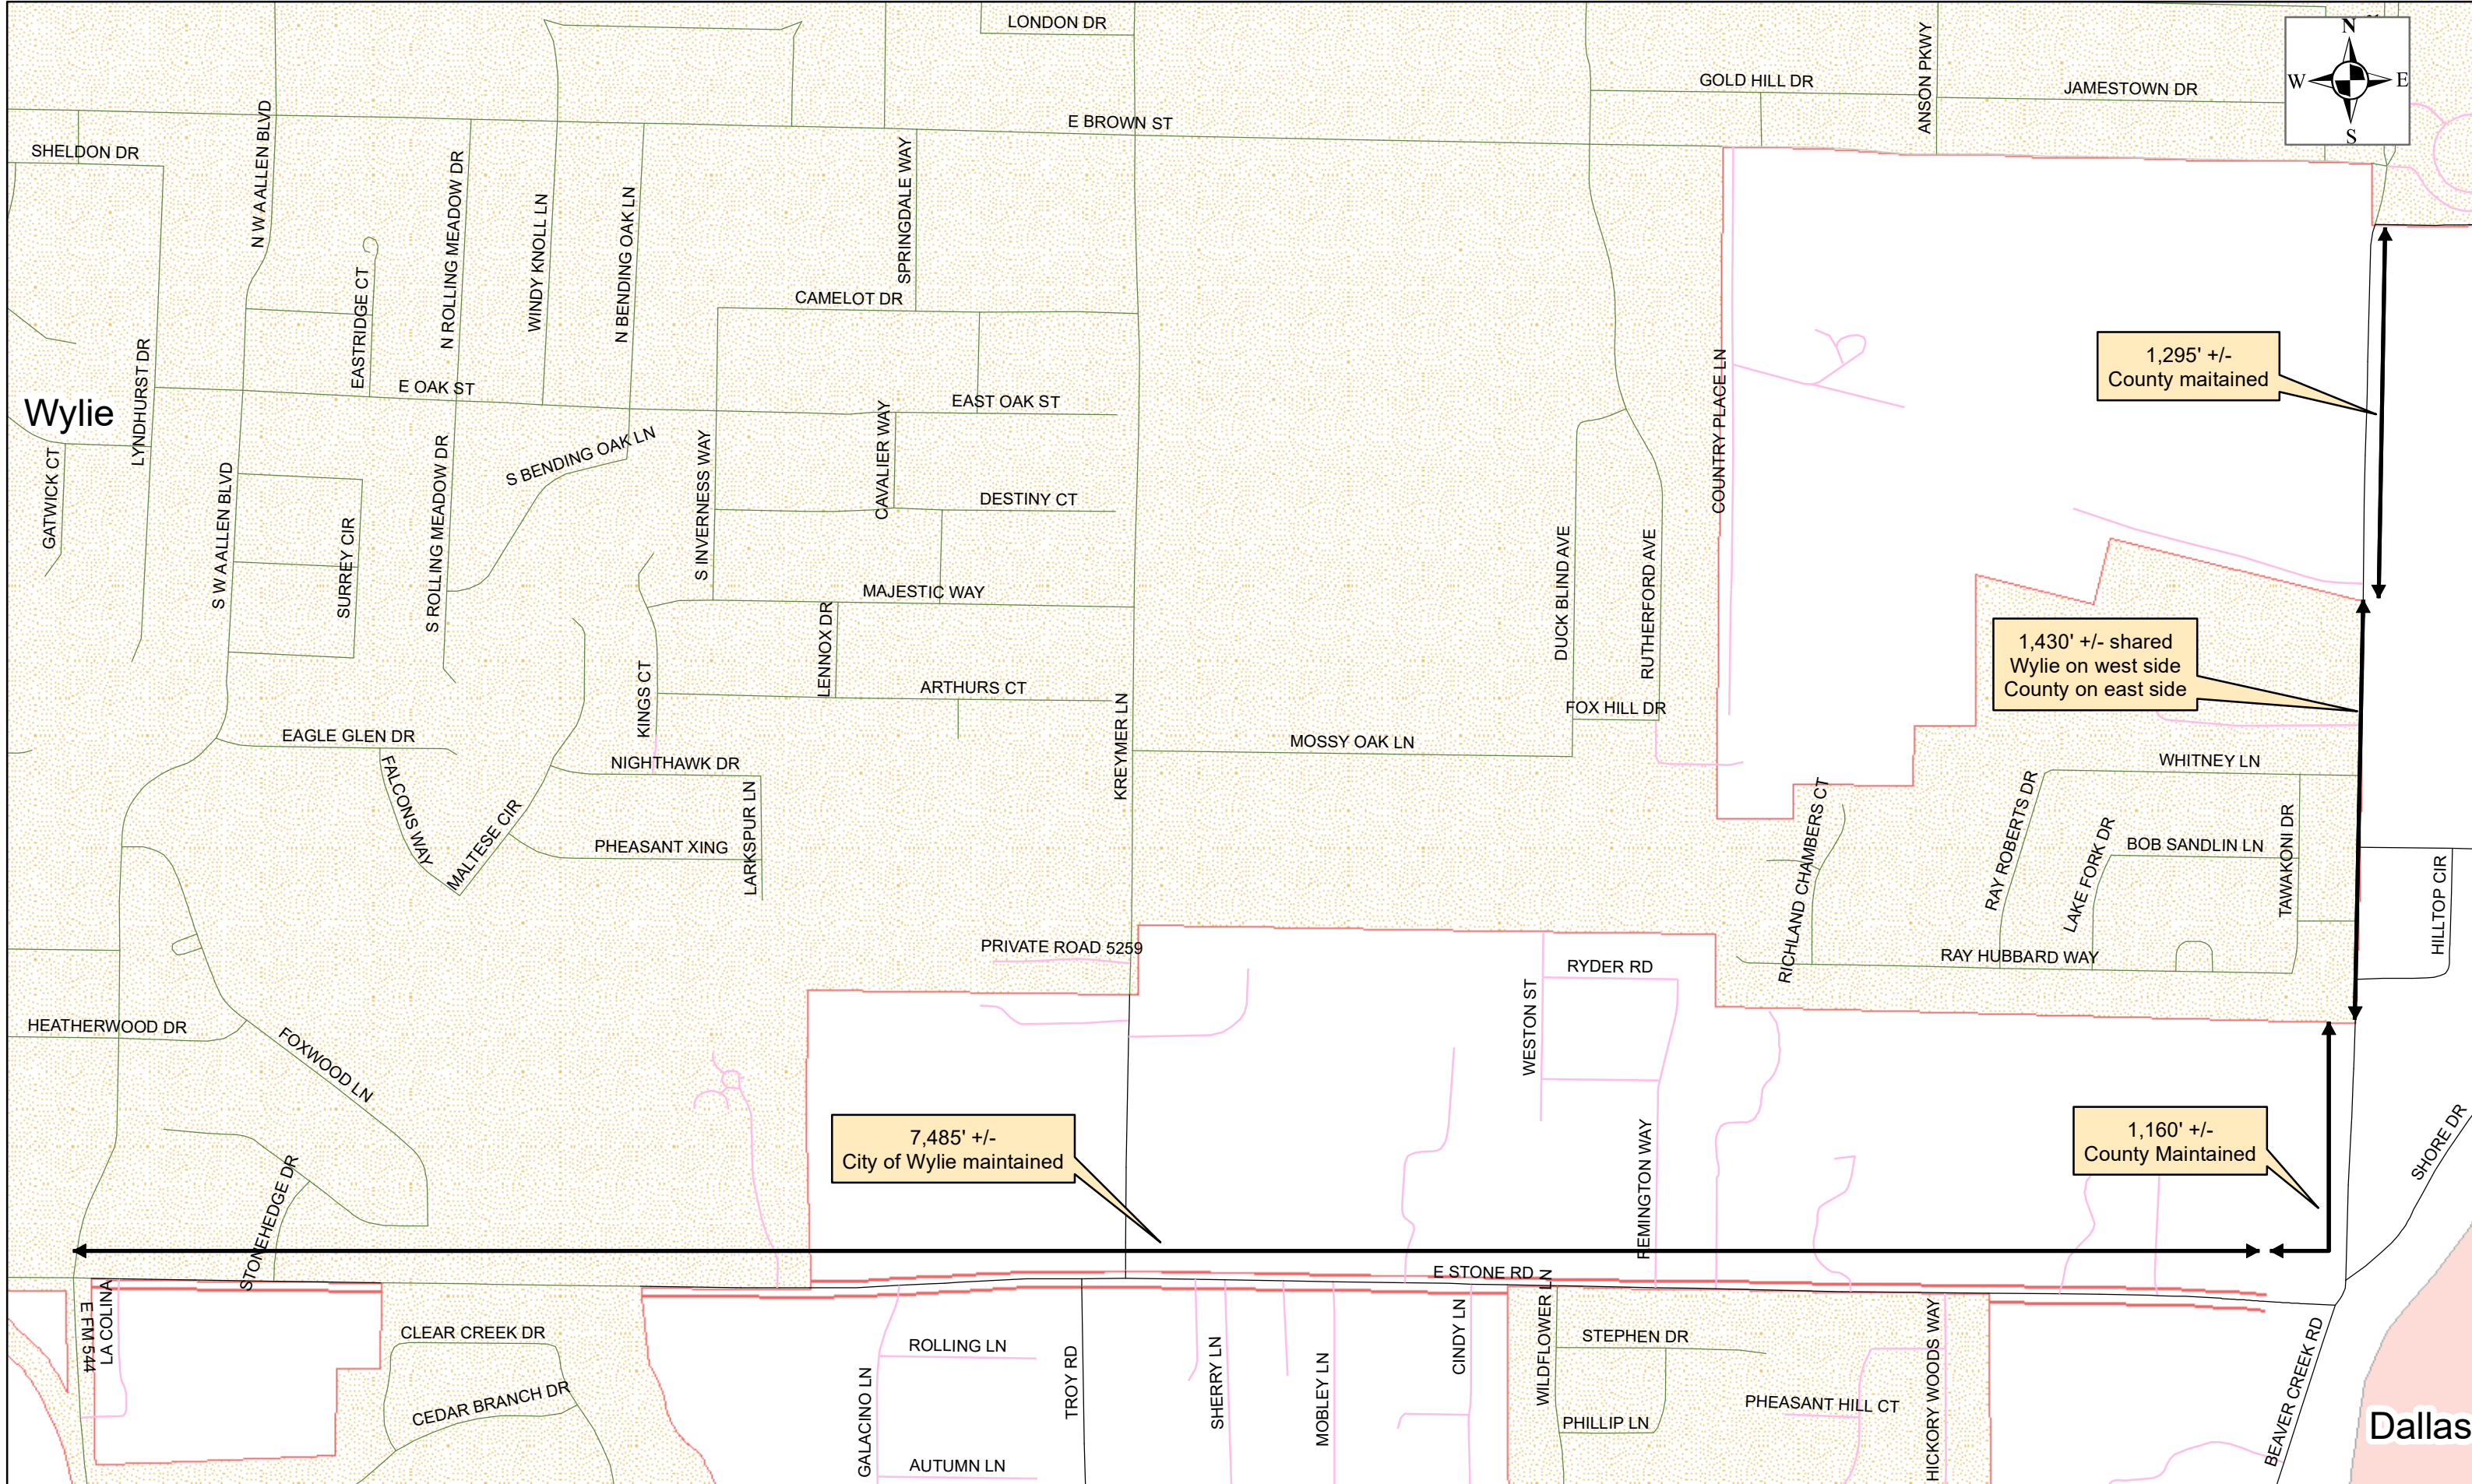 LONDON DR
N
W
E
S
GOLD HILL DR
ANSON PKWY
JAMESTOWN DR
E BROWN ST
SHELDON DR
N W A ALLEN BLVD
N ROLLING MEADOW DR
WINDY KNOLL LN
N BENDING OAK LN
SPRINGDALE WAY
EASTRIDGE CT
CAMELOT DR
LYNDHURST DR
E OAK ST
EAST OAK ST
Wylie
COUNTRY PLACE LN
1,295' +/-
County maitained
GATWICK CT
S W A ALLEN BLVD
SURREY CIR
S ROLLING MEADOW DR
S BENDING OAK LN
S INVERNESS WAY
CAVALIER WAY
DESTINY CT
DUCK BLIND AVE
RUTHERFORD AVE
MAJESTIC WAY
LENNOX DR
KINGS CT
ARTHURS CT
KREYMER LN
FOX HILL DR
MOSSY OAK LN
1,430' +/- shared
Wylie on west side
County on east side
EAGLE GLEN DR
FALCONS WAY
MALTESE CIR
NIGHTHAWK DR
PHEASANT XING
LARKSPUR LN
WHITNEY LN
RAY ROBERTS DR
LAKE FORK DR
BOB SANDLIN LN
TAWAKONI DR
RICHLAND CHAMBERS CT
RAY HUBBARD WAY
HILLTOP CIR
PRIVATE ROAD 5259
RYDER RD
WESTON ST
HEATHERWOOD DR
FOXWOOD LN
STONEHEDGE DR
7,485' +/-
City of Wylie maintained
REMINGTON WAY
1,160' +/-
County Maintained
SHORE DR
E STONE RD
E FM 544
LA COLINA
CLEAR CREEK DR
CEDAR BRANCH DR
GALACINO LN
ROLLING LN
AUTUMN LN
TROY RD
SHERRY LN
MOBLEY LN
CINDY LN
WILDFLOWER LN
STEPHEN DR
PHILLIP LN
PHEASANT HILL CT
HICKORY WOODS WAY
BEAVER CREEK RD
Dallas